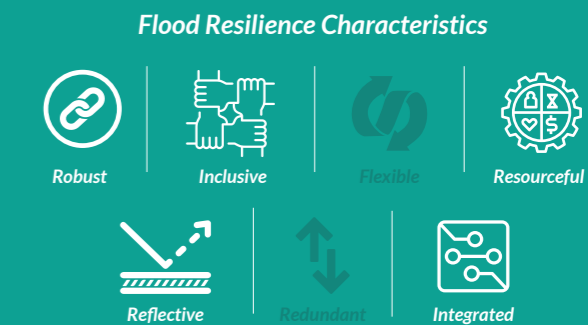 Flood Resilience Characteristics
Robust
Inclusive
Flexible
Resourceful
Reflective
Redundant
Integrated